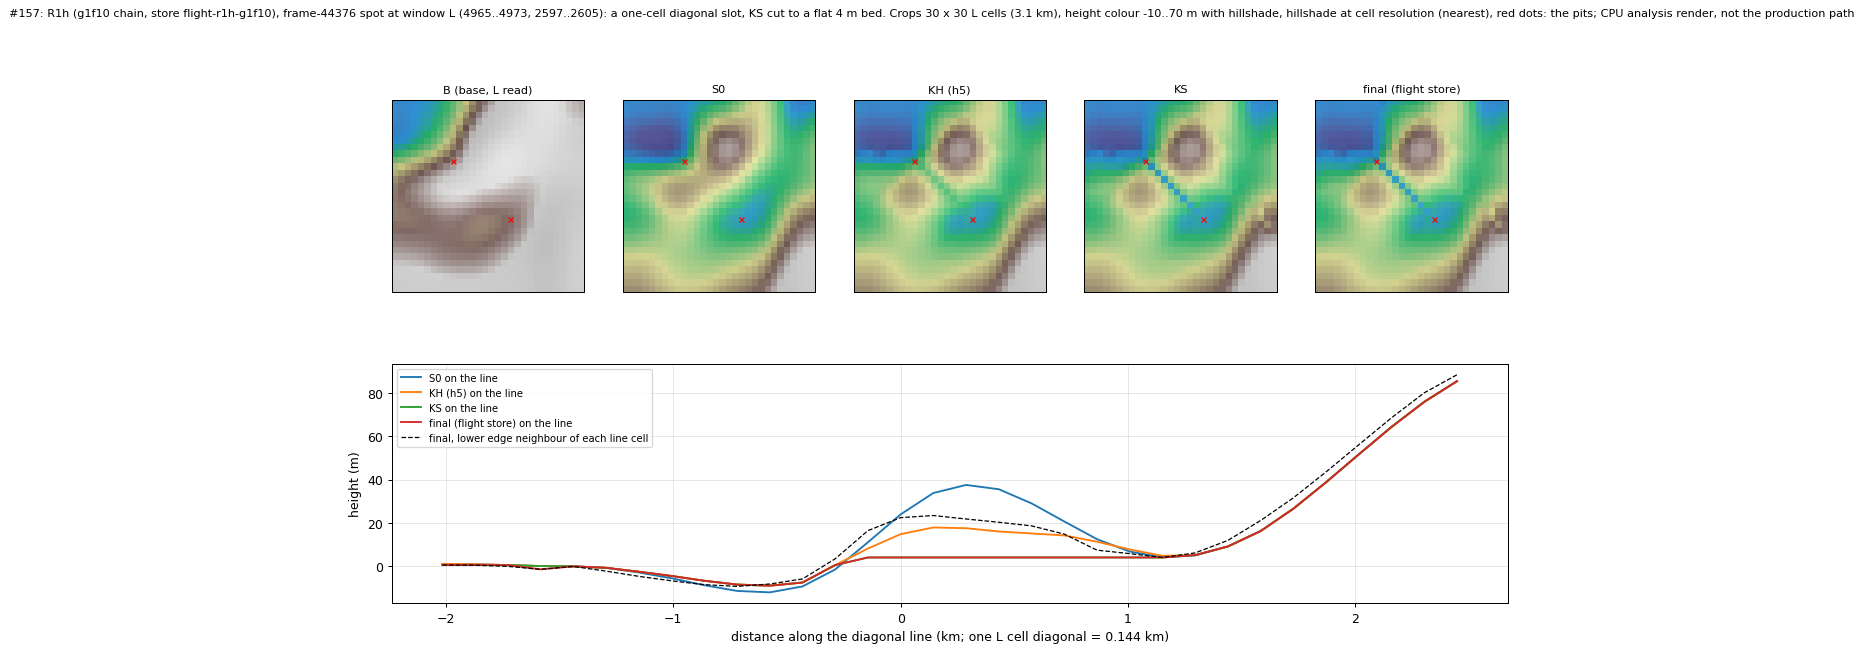 #157: R1h (g1f10 chain, store flight-r1h-g1f10), frame-44376 spot at window L (4965..4973, 2597..2605): a one-cell diagonal slot, KS cut to a flat 4 m bed. Crops 30 x 30 L cells (3.1 km), height colour -10..70 m with hillshade, hillshade at cell resolution (nearest), red dots: the pits; CPU analysis render, not the production path
B (base, L read)
S0
KH (h5)
KS
final (flight store)
S0 on the line
KH (h5) on the line
KS on the line
final (flight store) on the line
final, lower edge neighbour of each line cell
height (m)
80
60
40
20
0
−2
−1
0
1
2
distance along the diagonal line (km; one L cell diagonal = 0.144 km)